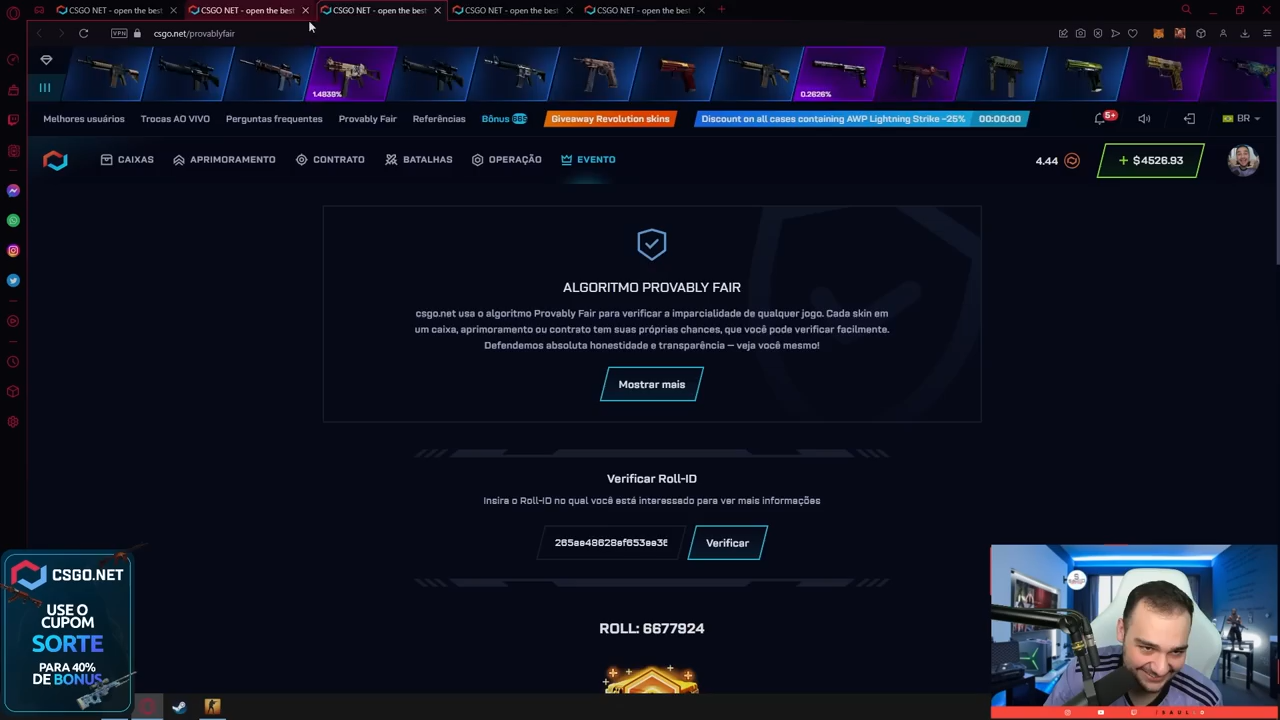 CSGO NET - open the best
CSGO NET - open the best
CSGO NET - open the best
CSGO NET - open the best
CSGO NET - open the best
VPN
csgo.net/provablyfair
1.4839%
0.2626%
Melhores usuários
Trocas AO VIVO
Perguntas frequentes
Provably Fair
Referências
Bônus
Giveaway Revolution skins
Discount on all cases containing AWP Lightning Strike -25%
00:00:00
5+
BR
CAIXAS
APRIMORAMENTO
CONTRATO
BATALHAS
OPERAÇÃO
EVENTO
4.44
+ $4526.93
ALGORITMO PROVABLY FAIR
csgo.net usa o algoritmo Provably Fair para verificar a imparcialidade de qualquer jogo. Cada skin em
um caixa, aprimoramento ou contrato tem suas próprias chances, que você pode verificar facilmente.
Defendemos absoluta honestidade e transparência – veja você mesmo!
Mostrar mais
Verificar Roll-ID
Insira o Roll-ID no qual você está interessado para ver mais informações
265ae48628ef653ee36
Verificar
ROLL: 6677924
CSGO.NET
USE O
CUPOM
SORTE
PARA 40%
DE BONUS